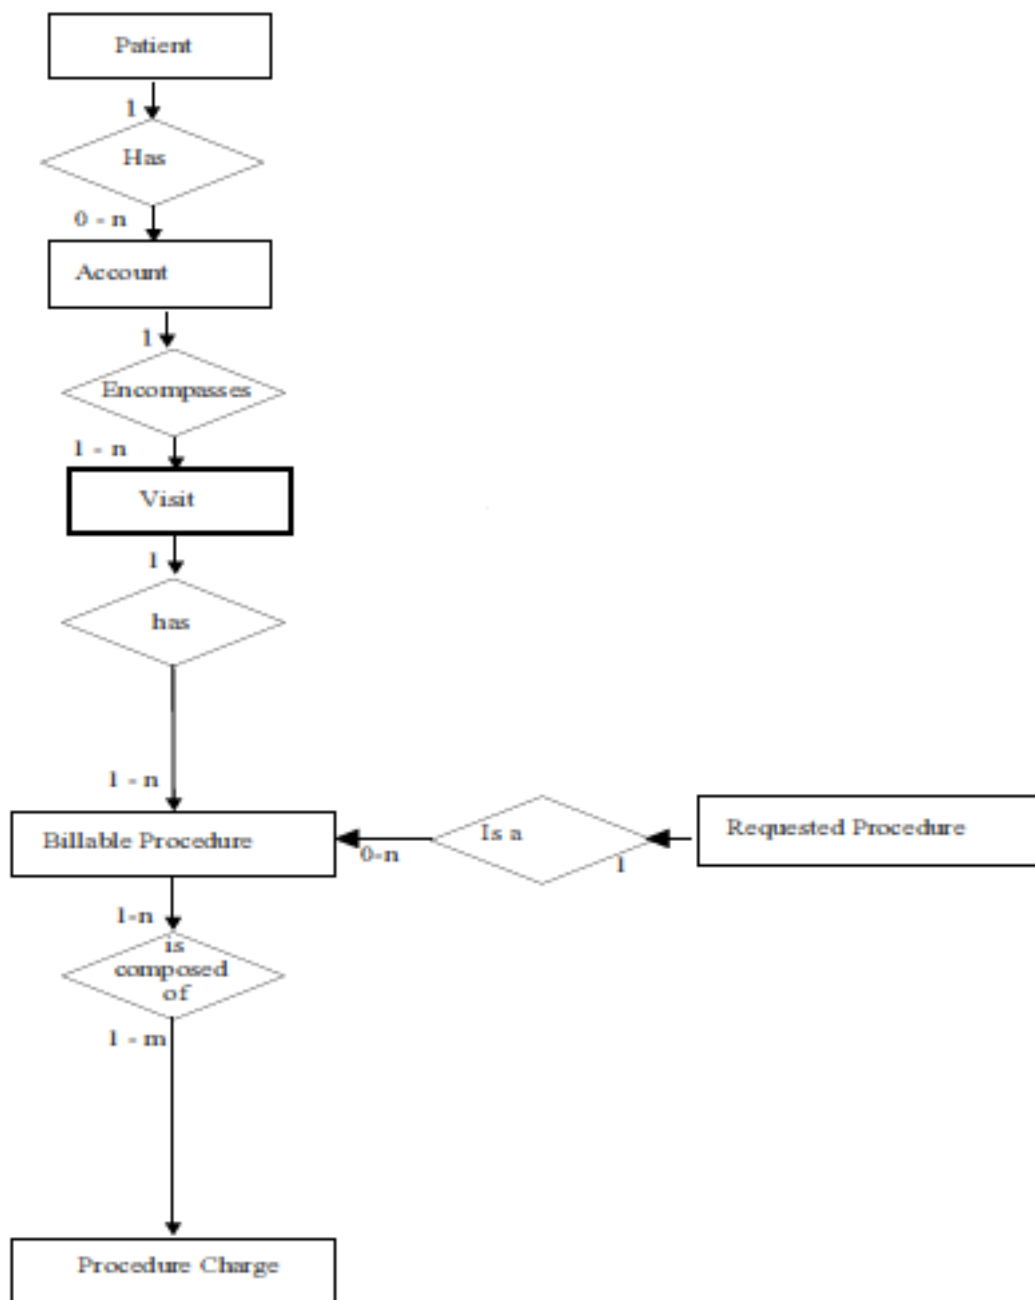 Patient
1
Has
0 - n
Account
1
Encompasses
1 - n
Visit
1
has
1 - n
Billable Procedure
0-n
Is a
1
Requested Procedure
1-n
is
composed
of
1 - m
Procedure Charge